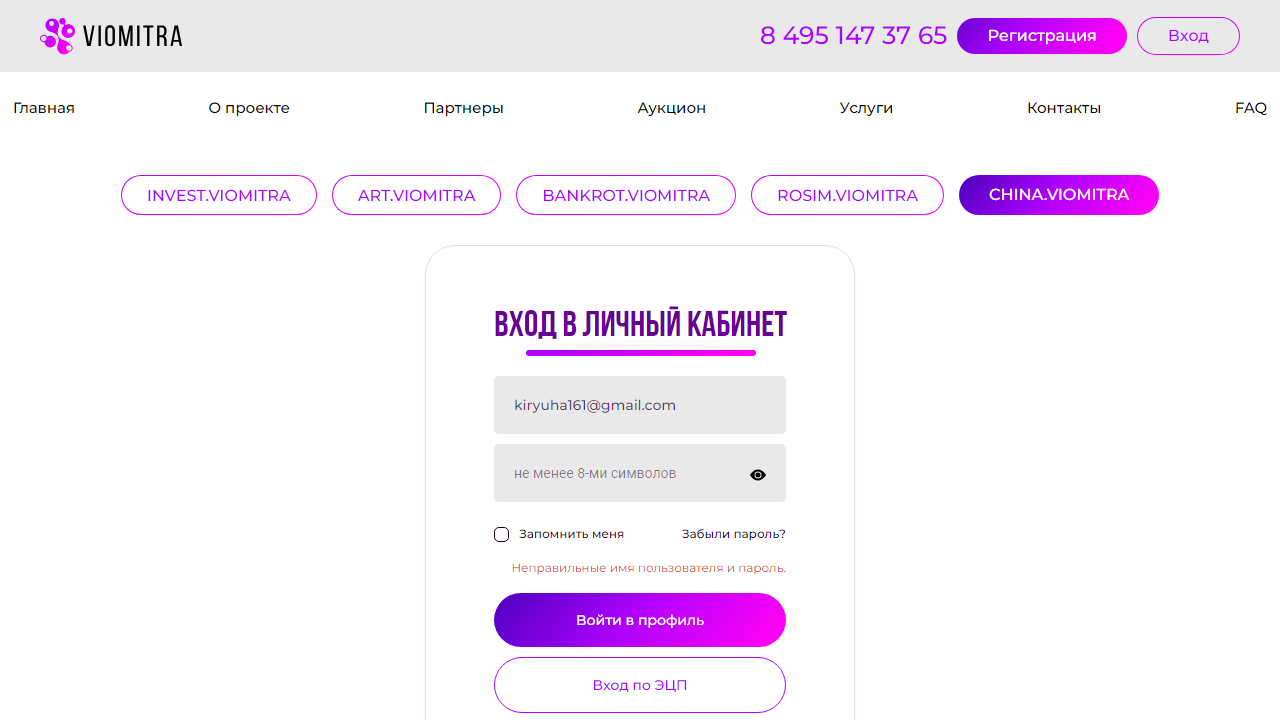 VIOMITRA
8 495 147 37 65
Регистрация
Вход
Главная
О проекте
Партнеры
Аукцион
Услуги
Контакты
FAQ
INVEST.VIOMITRA
ART.VIOMITRA
BANKROT.VIOMITRA
ROSIM.VIOMITRA
CHINA.VIOMITRA
ВХОД В ЛИЧНЫЙ КАБИНЕТ
kiryuha161@gmail.com
не менее 8-ми символов
Запомнить меня
Забыли пароль?
Неправильные имя пользователя и пароль.
Войти в профиль
Вход по ЭЦП